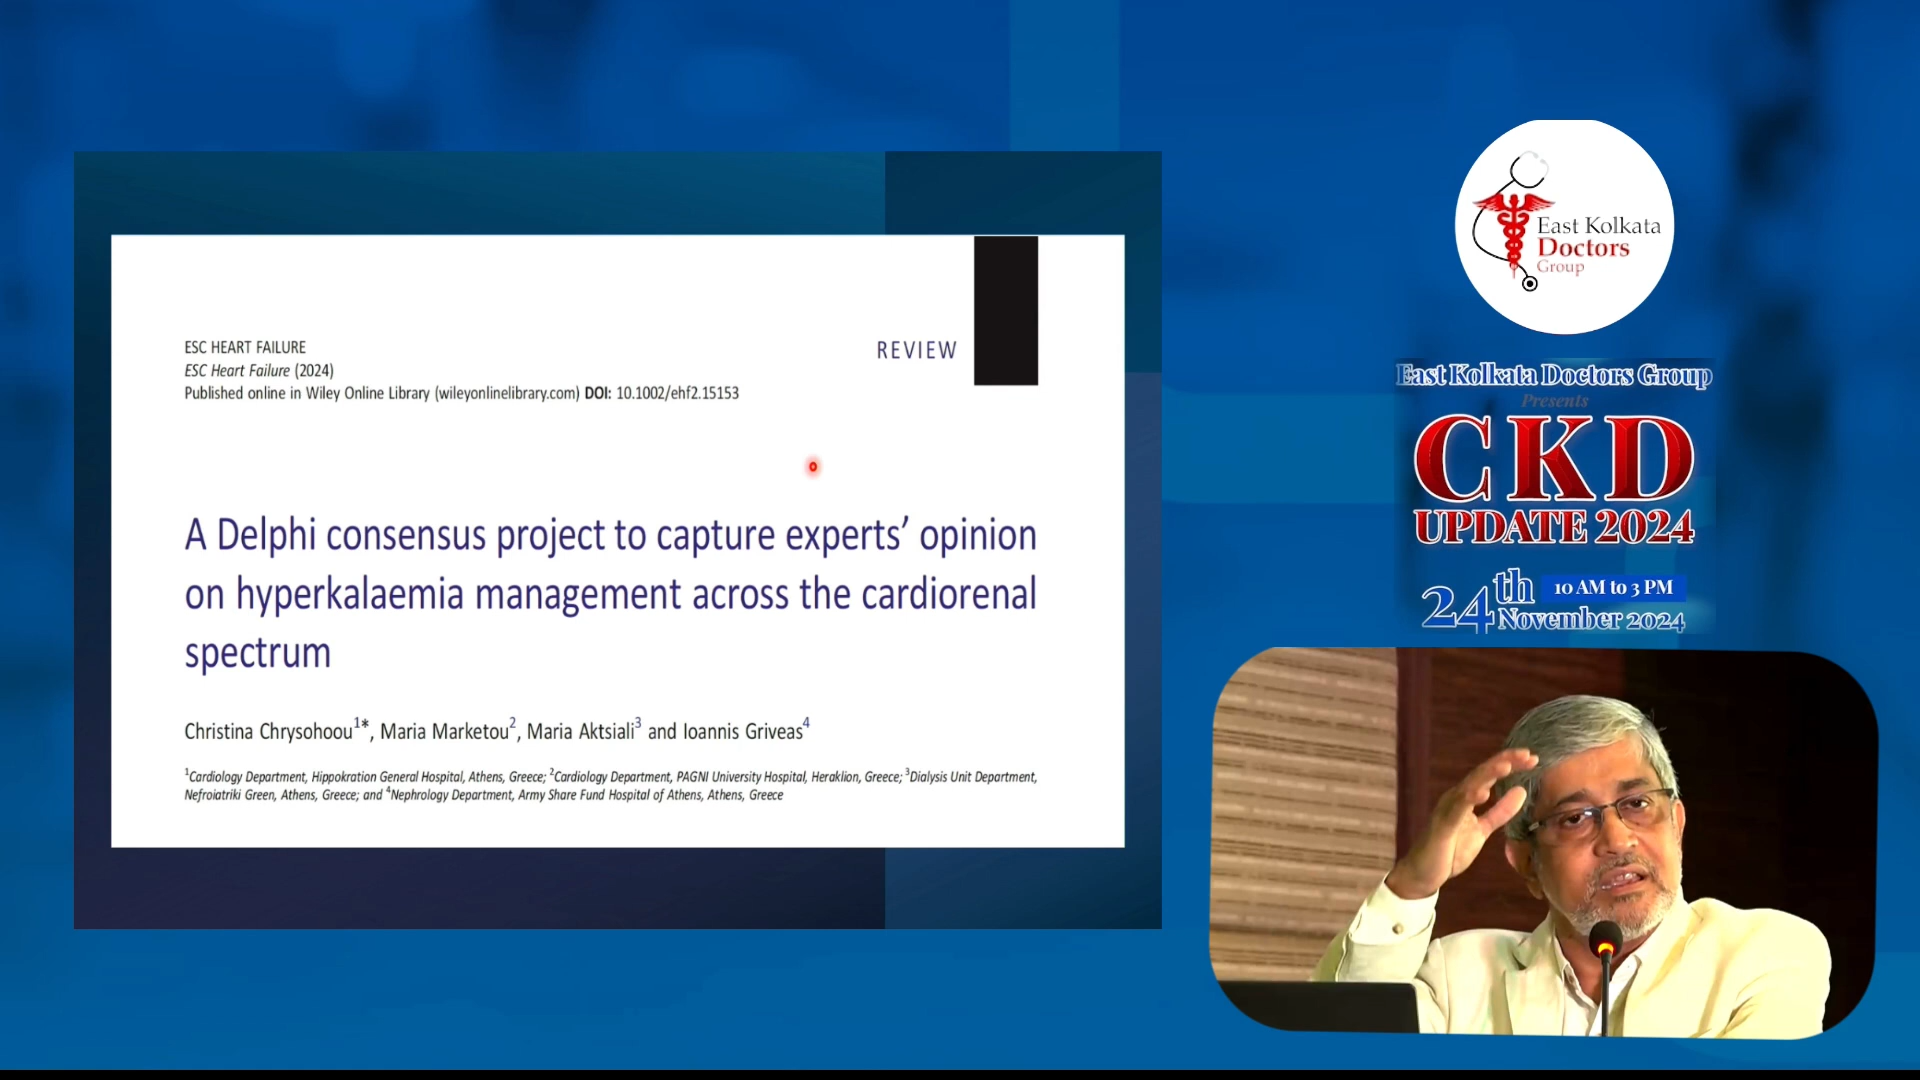 ESC HEART FAILURE
ESC Heart Failure (2024)
Published online in Wiley Online Library (wileyonlinelibrary.com) DOI: 10.1002/ehf2.15153
REVIEW
A Delphi consensus project to capture experts’ opinion
on hyperkalaemia management across the cardiorenal
spectrum
Christina Chrysohoou1*, Maria Marketou2, Maria Aktsiali3 and Ioannis Griveas4
1Cardiology Department, Hippokration General Hospital, Athens, Greece; 2Cardiology Department, PAGNI University Hospital, Heraklion, Greece; 3Dialysis Unit Department,
Nefroiatriki Green, Athens, Greece; and 4Nephrology Department, Army Share Fund Hospital of Athens, Athens, Greece
East Kolkata
Doctors
Group
East Kolkata Doctors Group
Presents
CKD
UPDATE 2024
24th November 2024
10 AM to 3 PM